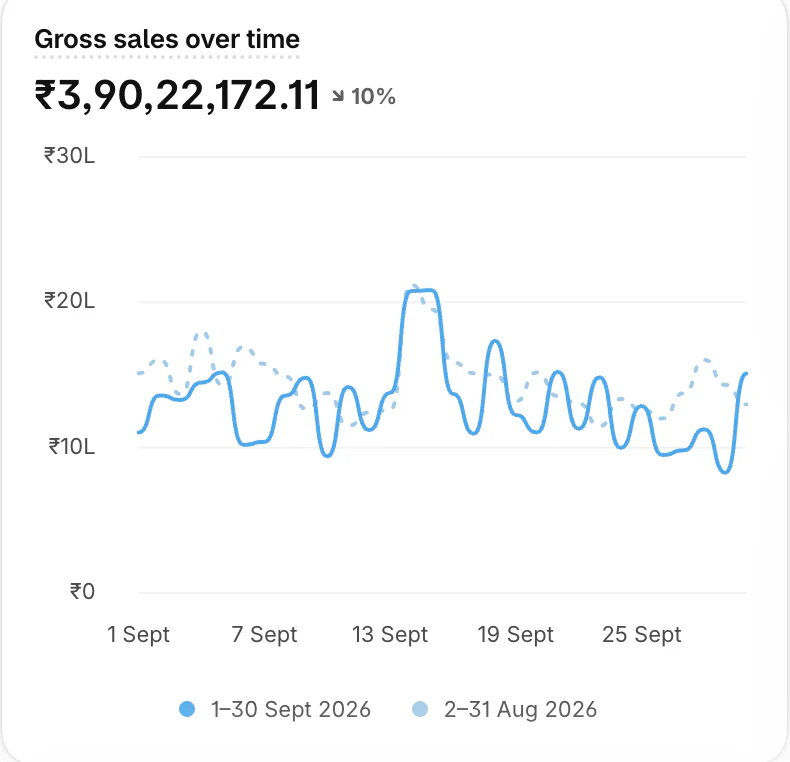 Gross sales over time
₹3,90,22,172.11 ↘ 10%
₹30L
₹20L
₹10L
₹0
1 Sept 7 Sept 13 Sept 19 Sept 25 Sept
1–30 Sept 2026 2–31 Aug 2026